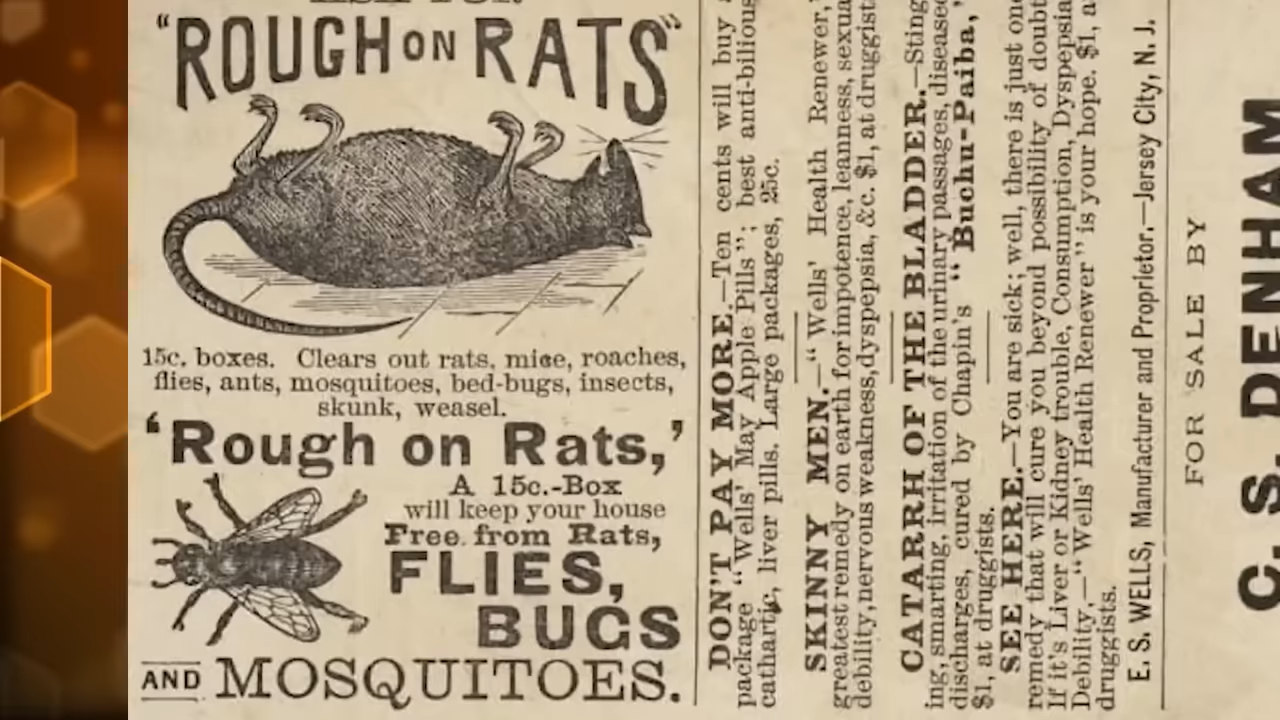 "ROUGH ON RATS"
15c. boxes. Clears out rats, mice, roaches,
flies, ants, mosquitoes, bed-bugs, insects,
skunk, weasel.
'Rough on Rats,'
A 15c.-Box
will keep your house
Free from Rats,
FLIES,
BUGS
AND MOSQUITOES.
DON'T PAY MORE.—Ten cents will buy
package "Wells' May Apple Pills"; best anti-bilious
cathartic, liver pills. Large packages, 25c.
SKINNY MEN.—"Wells' Health Renewer,"
greatest remedy on earth for impotence, leanness,
debility, nervous weakness, dyspepsia, &c. $1, at druggist
CATARRH OF THE BLADDER.—Sting
ing, smarting, irritation of the urinary passages,
discharges, cured by Chapin's "Buchu-Paiba,"
$1, at druggists.
SEE HERE.—You are sick; well, there is just one
remedy that will cure you beyond possibility of doubt
If it's Liver or Kidney trouble, Consumption, Dyspepsia
Debility,—"Wells' Health Renewer" is your hope. $1, a
druggists.
E. S. WELLS, Manufacturer and Proprietor.—Jersey City, N. J.
FOR SALE BY
C. S. DENHAM